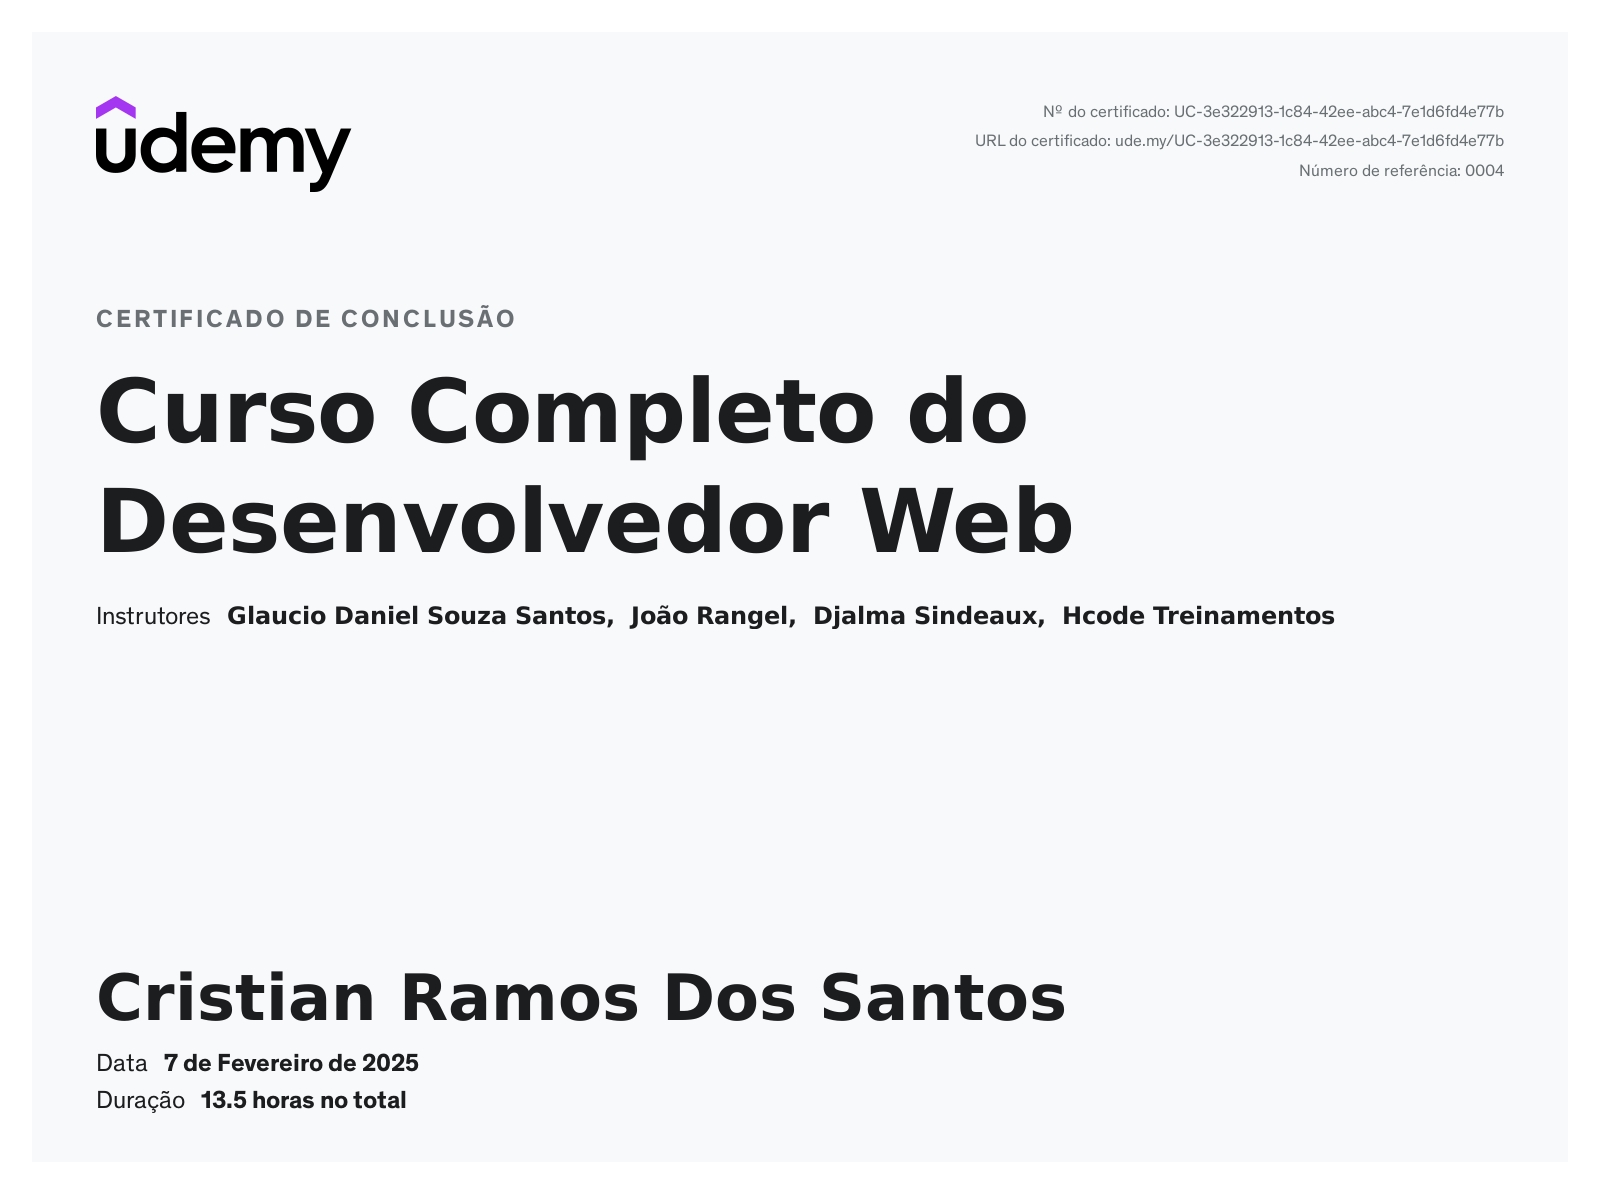 udemy
Nº do certificado: UC-3e322913-1c84-42ee-abc4-7e1d6fd4e77b
URL do certificado: ude.my/UC-3e322913-1c84-42ee-abc4-7e1d6fd4e77b
Número de referência: 0004
CERTIFICADO DE CONCLUSÃO
Curso Completo do
Desenvolvedor Web
Instrutores Glaucio Daniel Souza Santos, João Rangel, Djalma Sindeaux, Hcode Treinamentos
Cristian Ramos Dos Santos
Data 7 de Fevereiro de 2025
Duração 13.5 horas no total